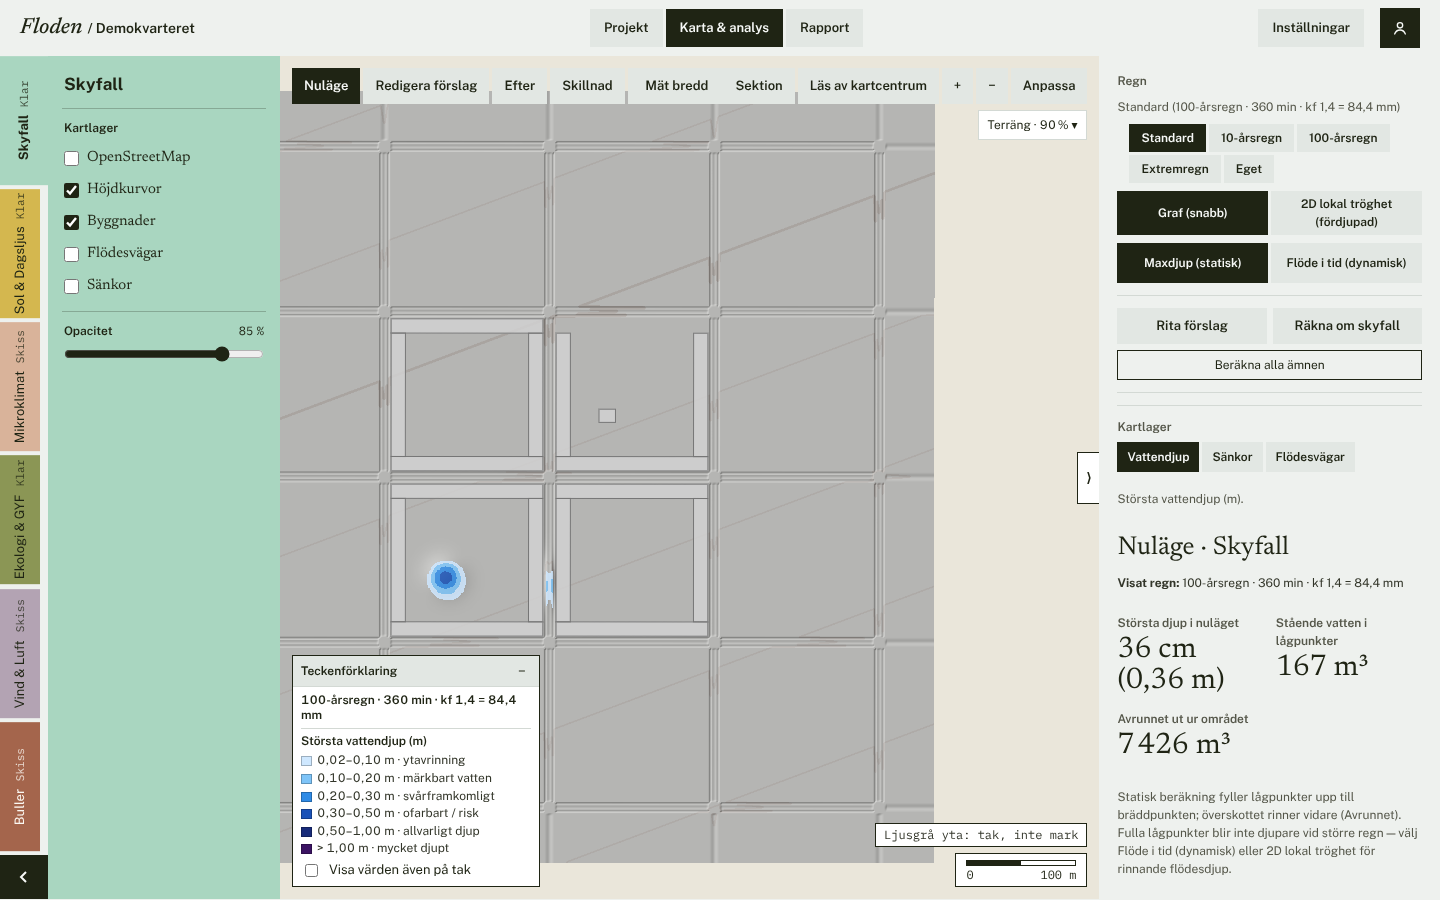 Floden / Demokvarteret
Projekt
Karta & analys
Rapport
Inställningar
Skyfall Klar
Sol & Dagsljus Klar
Mikroklimat Skiss
Ekologi & GYF Klar
Vind & Luft Skiss
Buller Skiss
Skyfall
Kartlager
OpenStreetMap
Höjdkurvor
Byggnader
Flödesvägar
Sänkor
Opacitet 85 %
Nuläge
Redigera förslag
Efter
Skillnad
Mät bredd
Sektion
Läs av kartcentrum
+
−
Anpassa
Terräng · 90 % ▾
⟩
Teckenförklaring −
100-årsregn · 360 min · kf 1,4 = 84,4
mm
Största vattendjup (m)
0,02–0,10 m · ytavrinning
0,10–0,20 m · märkbart vatten
0,20–0,30 m · svårframkomligt
0,30–0,50 m · ofarbart / risk
0,50–1,00 m · allvarligt djup
> 1,00 m · mycket djupt
Visa värden även på tak
Ljusgrå yta: tak, inte mark
0 100 m
Regn
Standard (100-årsregn · 360 min · kf 1,4 = 84,4 mm)
Standard
10-årsregn
100-årsregn
Extremregn
Eget
Graf (snabb)
2D lokal tröghet
(fördjupad)
Maxdjup (statisk)
Flöde i tid (dynamisk)
Rita förslag
Räkna om skyfall
Beräkna alla ämnen
Kartlager
Vattendjup
Sänkor
Flödesvägar
Största vattendjup (m).
Nuläge · Skyfall
Visat regn: 100-årsregn · 360 min · kf 1,4 = 84,4 mm
Största djup i nuläget
36 cm
(0,36 m)
Stående vatten i
lågpunkter
167 m³
Avrunnet ut ur området
7 426 m³
Statisk beräkning fyller lågpunkter upp till
bräddpunkten; överskottet rinner vidare (Avrunnet).
Fulla lågpunkter blir inte djupare vid större regn — välj
Flöde i tid (dynamisk) eller 2D lokal tröghet för
rinnande flödesdjup.